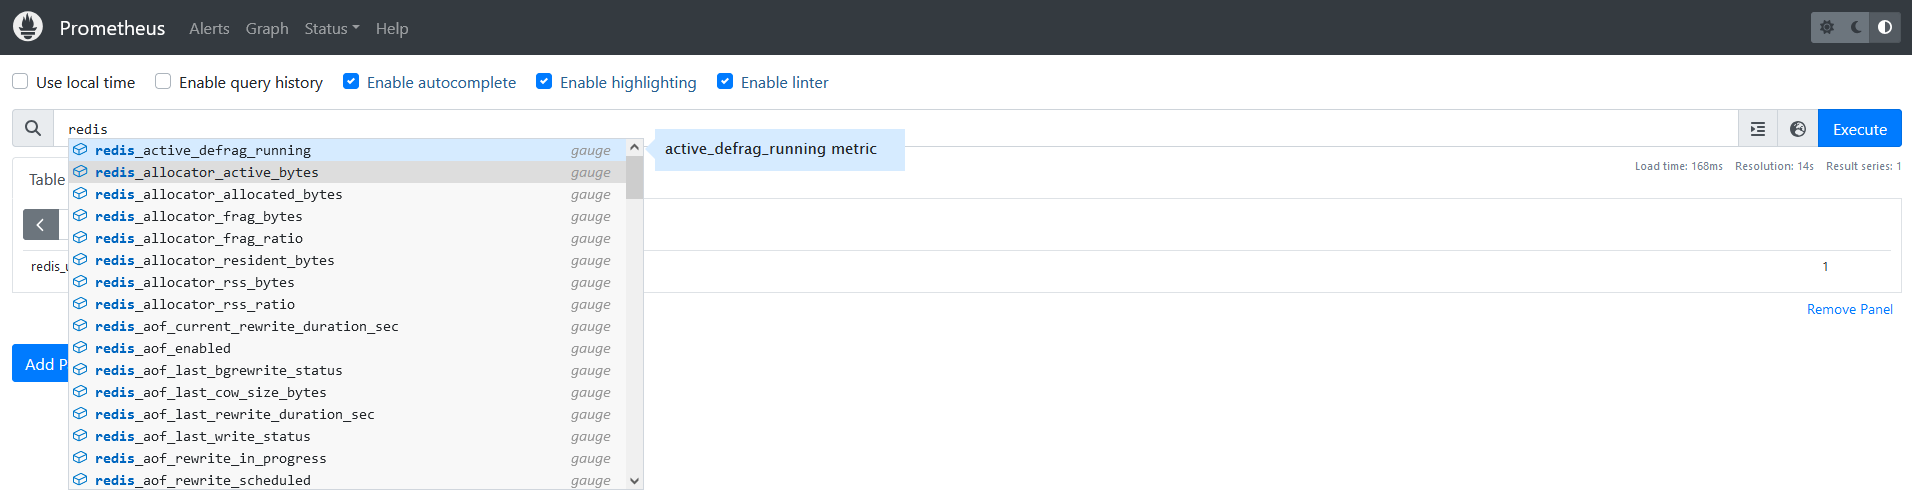 Prometheus Alerts Graph Status Help
Use local time Enable query history Enable autocomplete Enable highlighting Enable linter
redis Execute
redis_active_defrag_running gauge active_defrag_running metric
Load time: 168ms Resolution: 14s Result series: 1
Table redis_allocator_active_bytes gauge
redis_allocator_allocated_bytes gauge
redis_allocator_frag_bytes gauge
redis_allocator_frag_ratio gauge
redis_allocator_resident_bytes gauge
redis_u 1
redis_allocator_rss_bytes gauge
redis_allocator_rss_ratio gauge
Remove Panel
redis_aof_current_rewrite_duration_sec gauge
redis_aof_enabled gauge
Add P redis_aof_last_bgrewrite_status gauge
redis_aof_last_cow_size_bytes gauge
redis_aof_last_rewrite_duration_sec gauge
redis_aof_last_write_status gauge
redis_aof_rewrite_in_progress gauge
redis_aof_rewrite_scheduled gauge